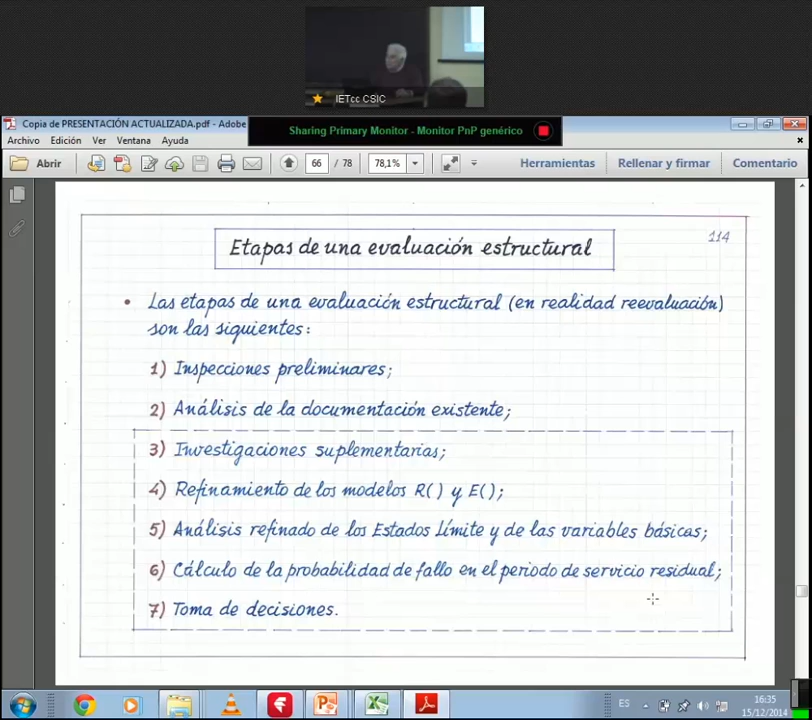 IETcc CSIC
Copia de PRESENTACIÓN ACTUALIZADA.pdf - Adobe
Sharing Primary Monitor - Monitor PnP genérico
Archivo Edición Ver Ventana Ayuda
Abrir 66 / 78 78,1% Herramientas Rellenar y firmar Comentario
114
Etapas de una evaluación estructural
• Las etapas de una evaluación estructural (en realidad reevaluación)
son las siguientes:
1) Inspecciones preliminares;
2) Análisis de la documentación existente;
3) Investigaciones suplementarias;
4) Refinamiento de los modelos R() y E();
5) Análisis refinado de los Estados Límite y de las variables básicas;
6) Cálculo de la probabilidad de fallo en el periodo de servicio residual;
7) Toma de decisiones.
ES 16:35
15/12/2014